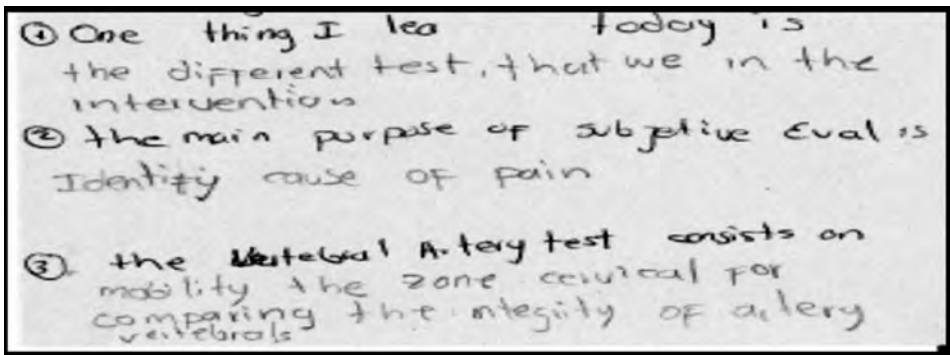 ① One thing I lea today is
the different test, that we in the
intervention
② the main purpose of subjetive Eval is
Identify cause of pain
③. the Vertebral Artery test consists on
mobility the zone cervical for
comparing the ntegrity of artery
vertebrals